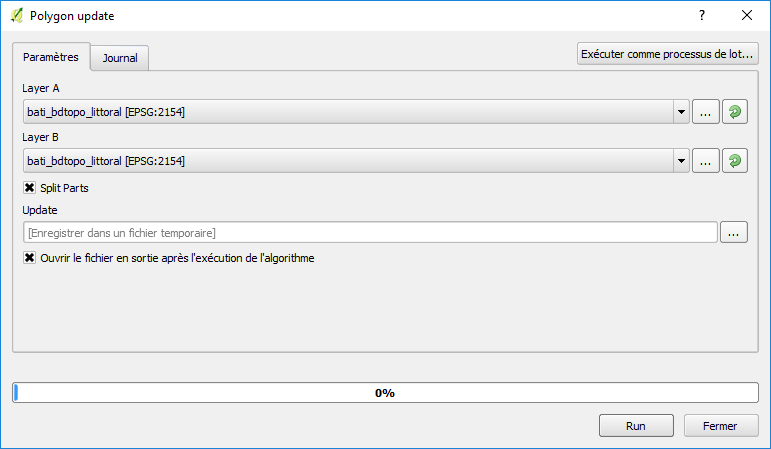 Polygon update
?
Paramètres
Journal
Exécuter comme processus de lot...
Layer A
bati_bdtopo_littoral [EPSG:2154]
...
Layer B
bati_bdtopo_littoral [EPSG:2154]
...
Split Parts
Update
[Enregistrer dans un fichier temporaire]
...
Ouvrir le fichier en sortie après l'exécution de l'algorithme
0%
Run
Fermer